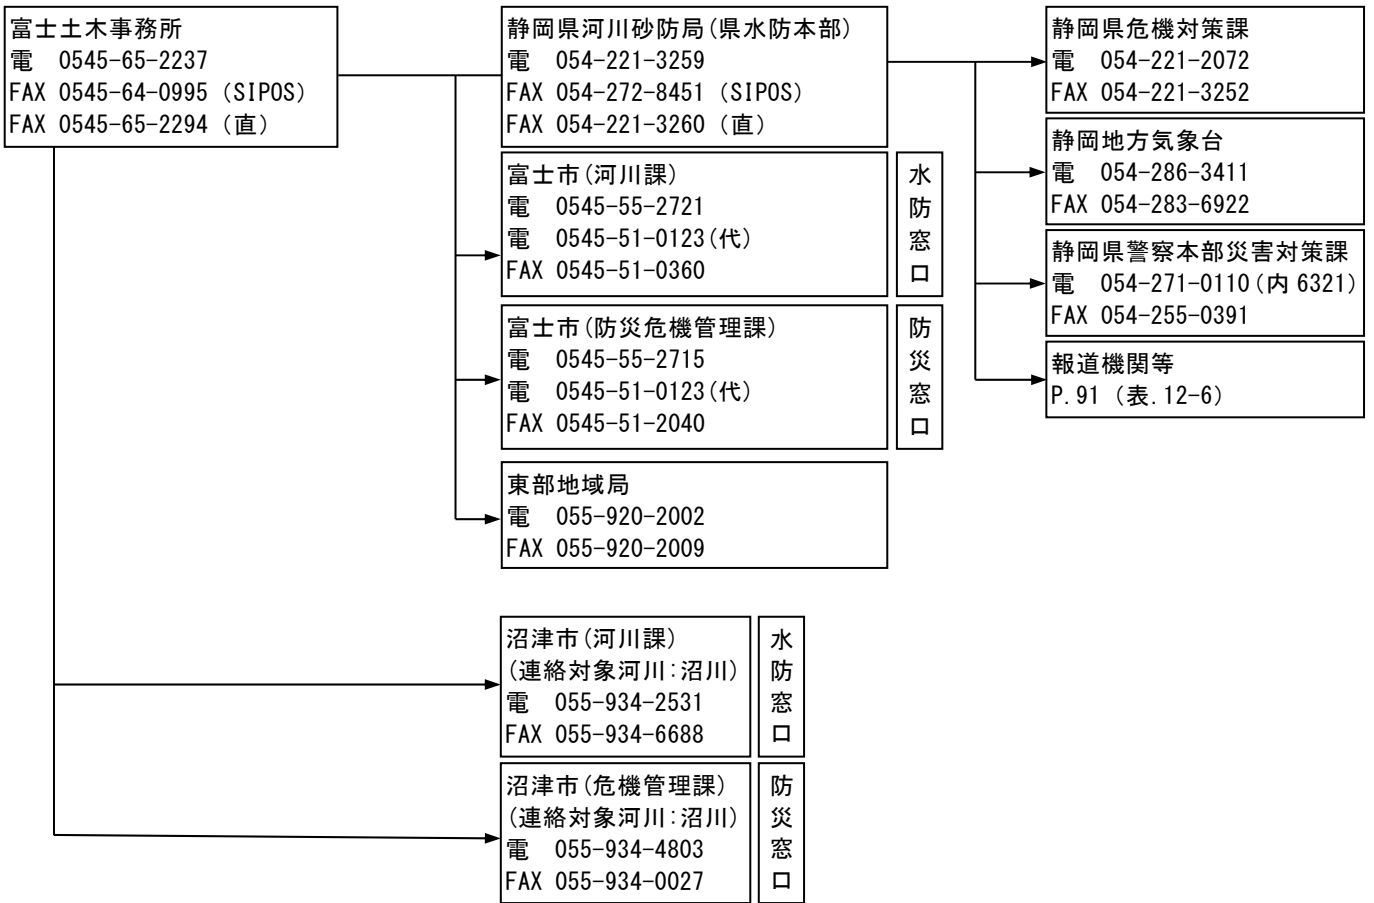 富士土木事務所
電　0545-65-2237
FAX 0545-64-0995（SIPOS）
FAX 0545-65-2294（直）
静岡県河川砂防局(県水防本部)
電　054-221-3259
FAX 054-272-8451（SIPOS）
FAX 054-221-3260（直）
富士市(河川課)
電　0545-55-2721
電　0545-51-0123(代)
FAX 0545-51-0360
水防窓口
富士市(防災危機管理課)
電　0545-55-2715
電　0545-51-0123(代)
FAX 0545-51-2040
防災窓口
東部地域局
電　055-920-2002
FAX 055-920-2009
沼津市(河川課)
(連絡対象河川:沼川)
電　055-934-2531
FAX 055-934-6688
水防窓口
沼津市(危機管理課)
(連絡対象河川:沼川)
電　055-934-4803
FAX 055-934-0027
防災窓口
静岡県危機対策課
電　054-221-2072
FAX 054-221-3252
静岡地方気象台
電　054-286-3411
FAX 054-283-6922
静岡県警察本部災害対策課
電　054-271-0110(内 6321)
FAX 054-255-0391
報道機関等
P.91（表.12-6）